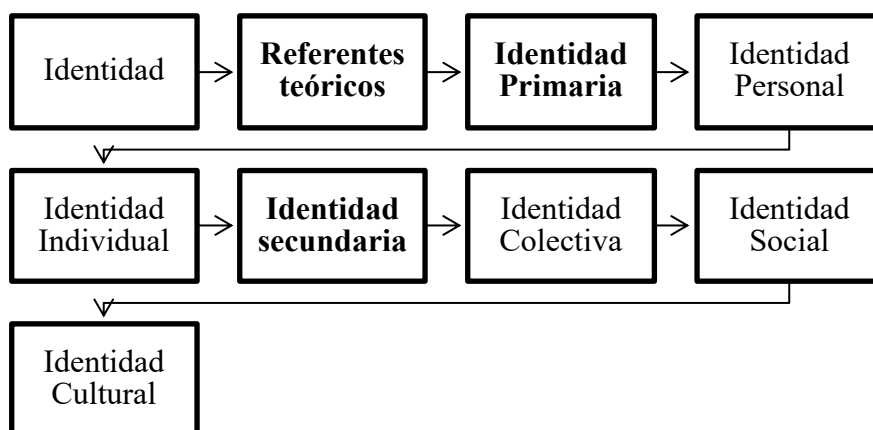 Identidad
Referentes
teóricos
Identidad
Primaria
Identidad
Personal
Identidad
Individual
Identidad
secundaria
Identidad
Colectiva
Identidad
Social
Identidad
Cultural